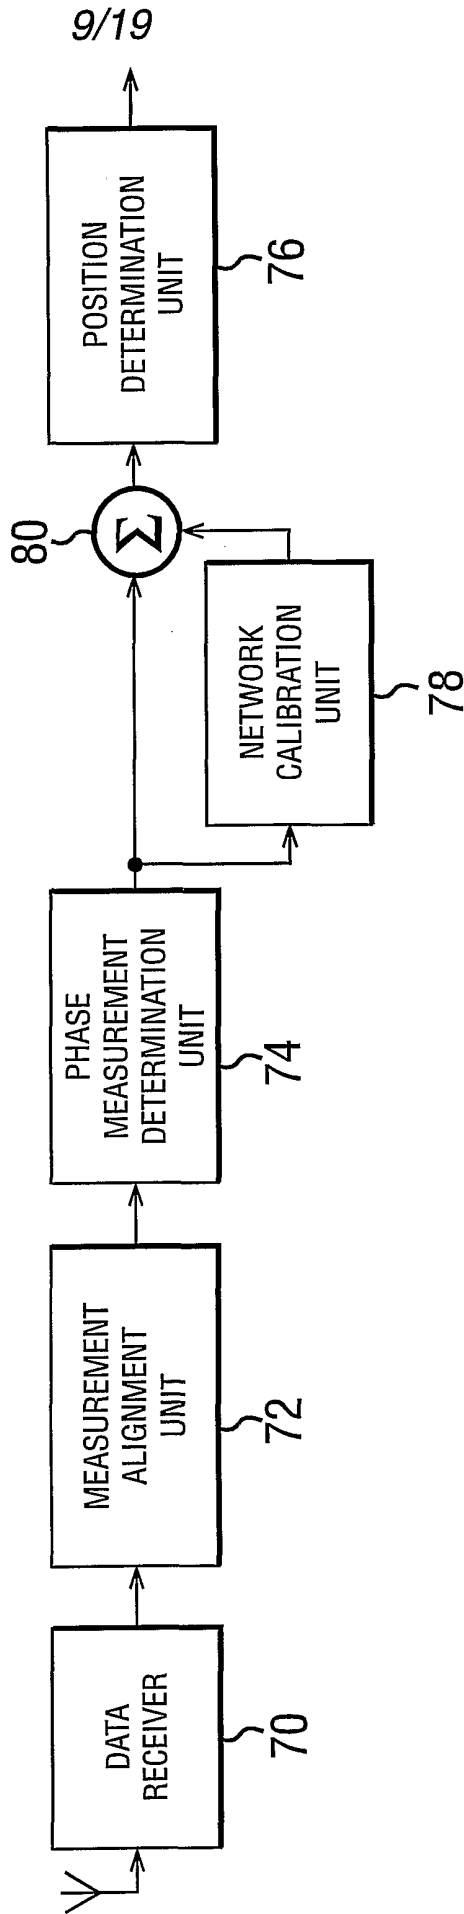 9/19
POSITION
DETERMINATION
UNIT
76
80
Σ
NETWORK
CALIBRATION
UNIT
78
PHASE
MEASUREMENT
DETERMINATION
UNIT
74
MEASUREMENT
ALIGNMENT
UNIT
72
DATA
RECEIVER
70